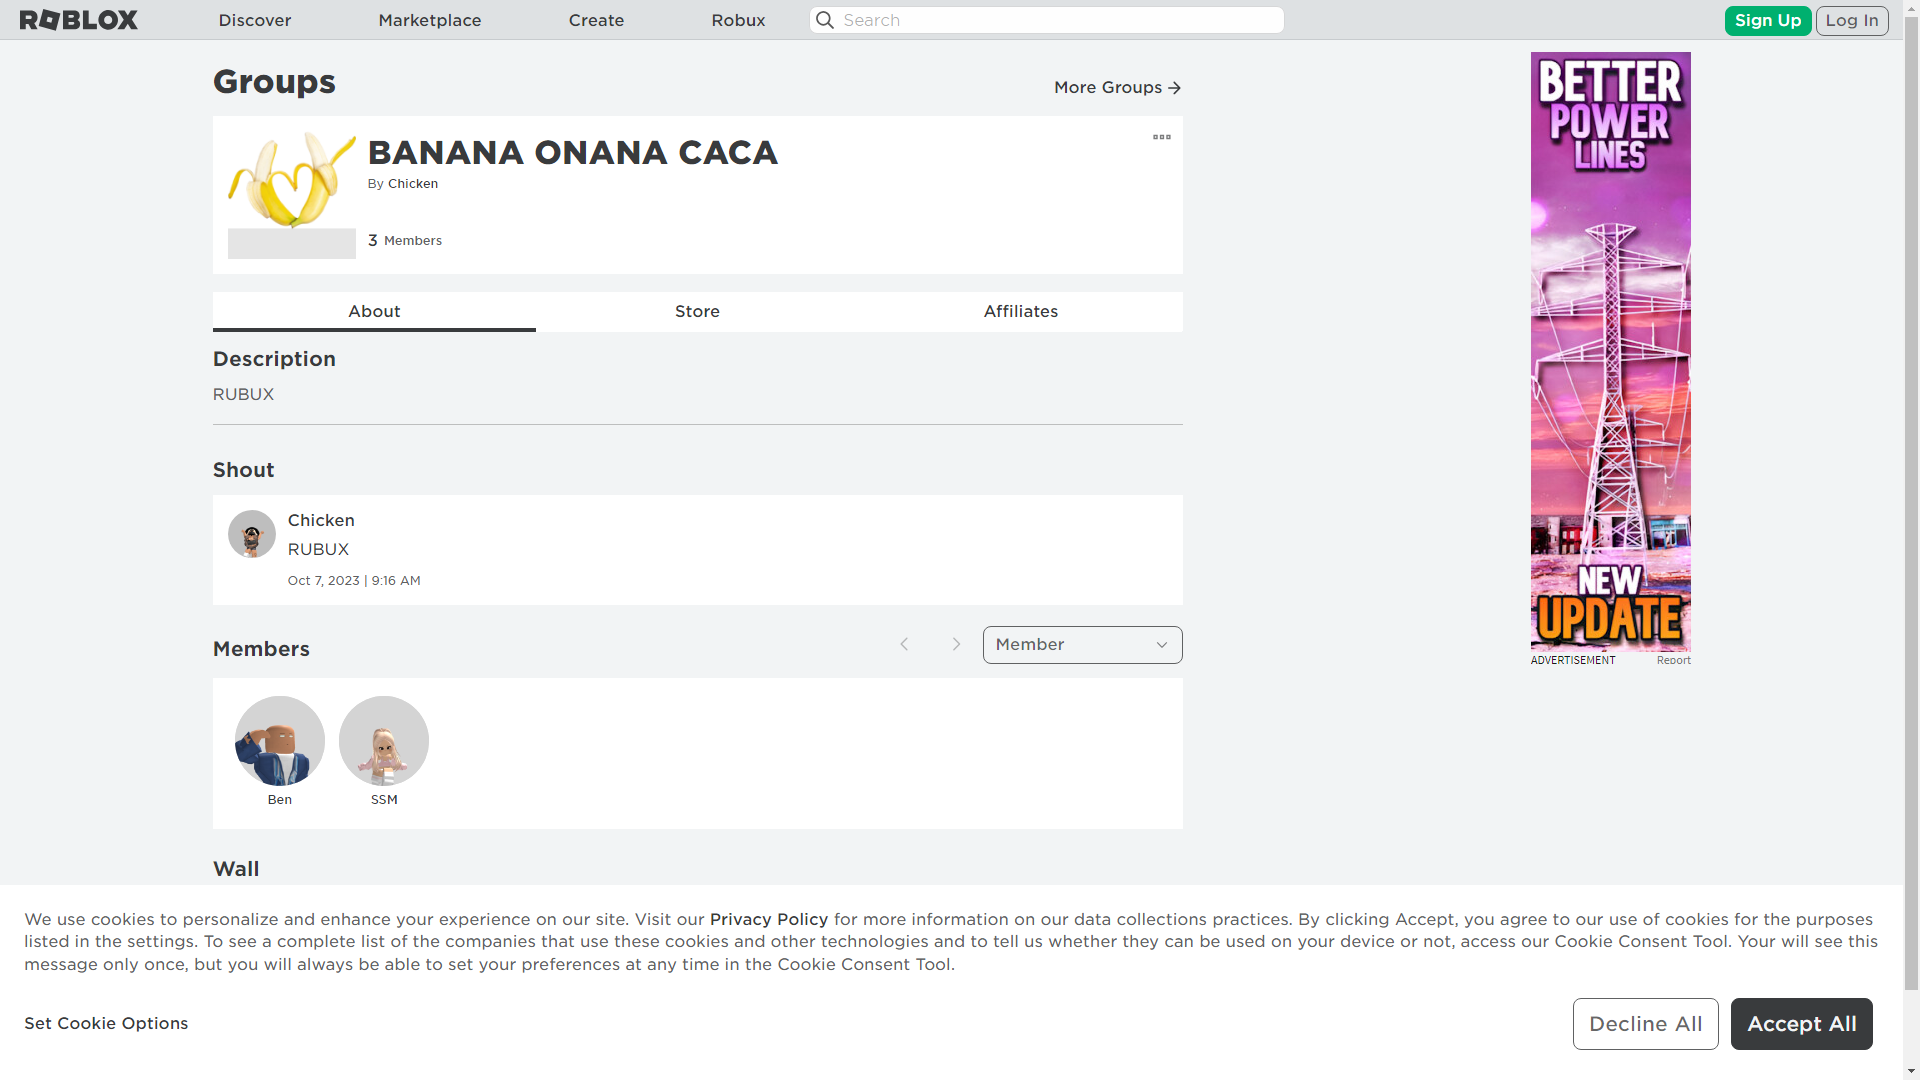 ROBLOX
Discover
Marketplace
Create
Robux
Search
Sign Up
Log In
Groups
More Groups
BANANA ONANA CACA
By Chicken
3 Members
About
Store
Affiliates
Description
RUBUX
Shout
Chicken
RUBUX
Oct 7, 2023 | 9:16 AM
Members
Member
Ben
SSM
Wall
BETTER
POWER
LINES
NEW
UPDATE
ADVERTISEMENT
Report
We use cookies to personalize and enhance your experience on our site. Visit our Privacy Policy for more information on our data collections practices. By clicking Accept, you agree to our use of cookies for the purposes
listed in the settings. To see a complete list of the companies that use these cookies and other technologies and to tell us whether they can be used on your device or not, access our Cookie Consent Tool. Your will see this
message only once, but you will always be able to set your preferences at any time in the Cookie Consent Tool.
Set Cookie Options
Decline All
Accept All